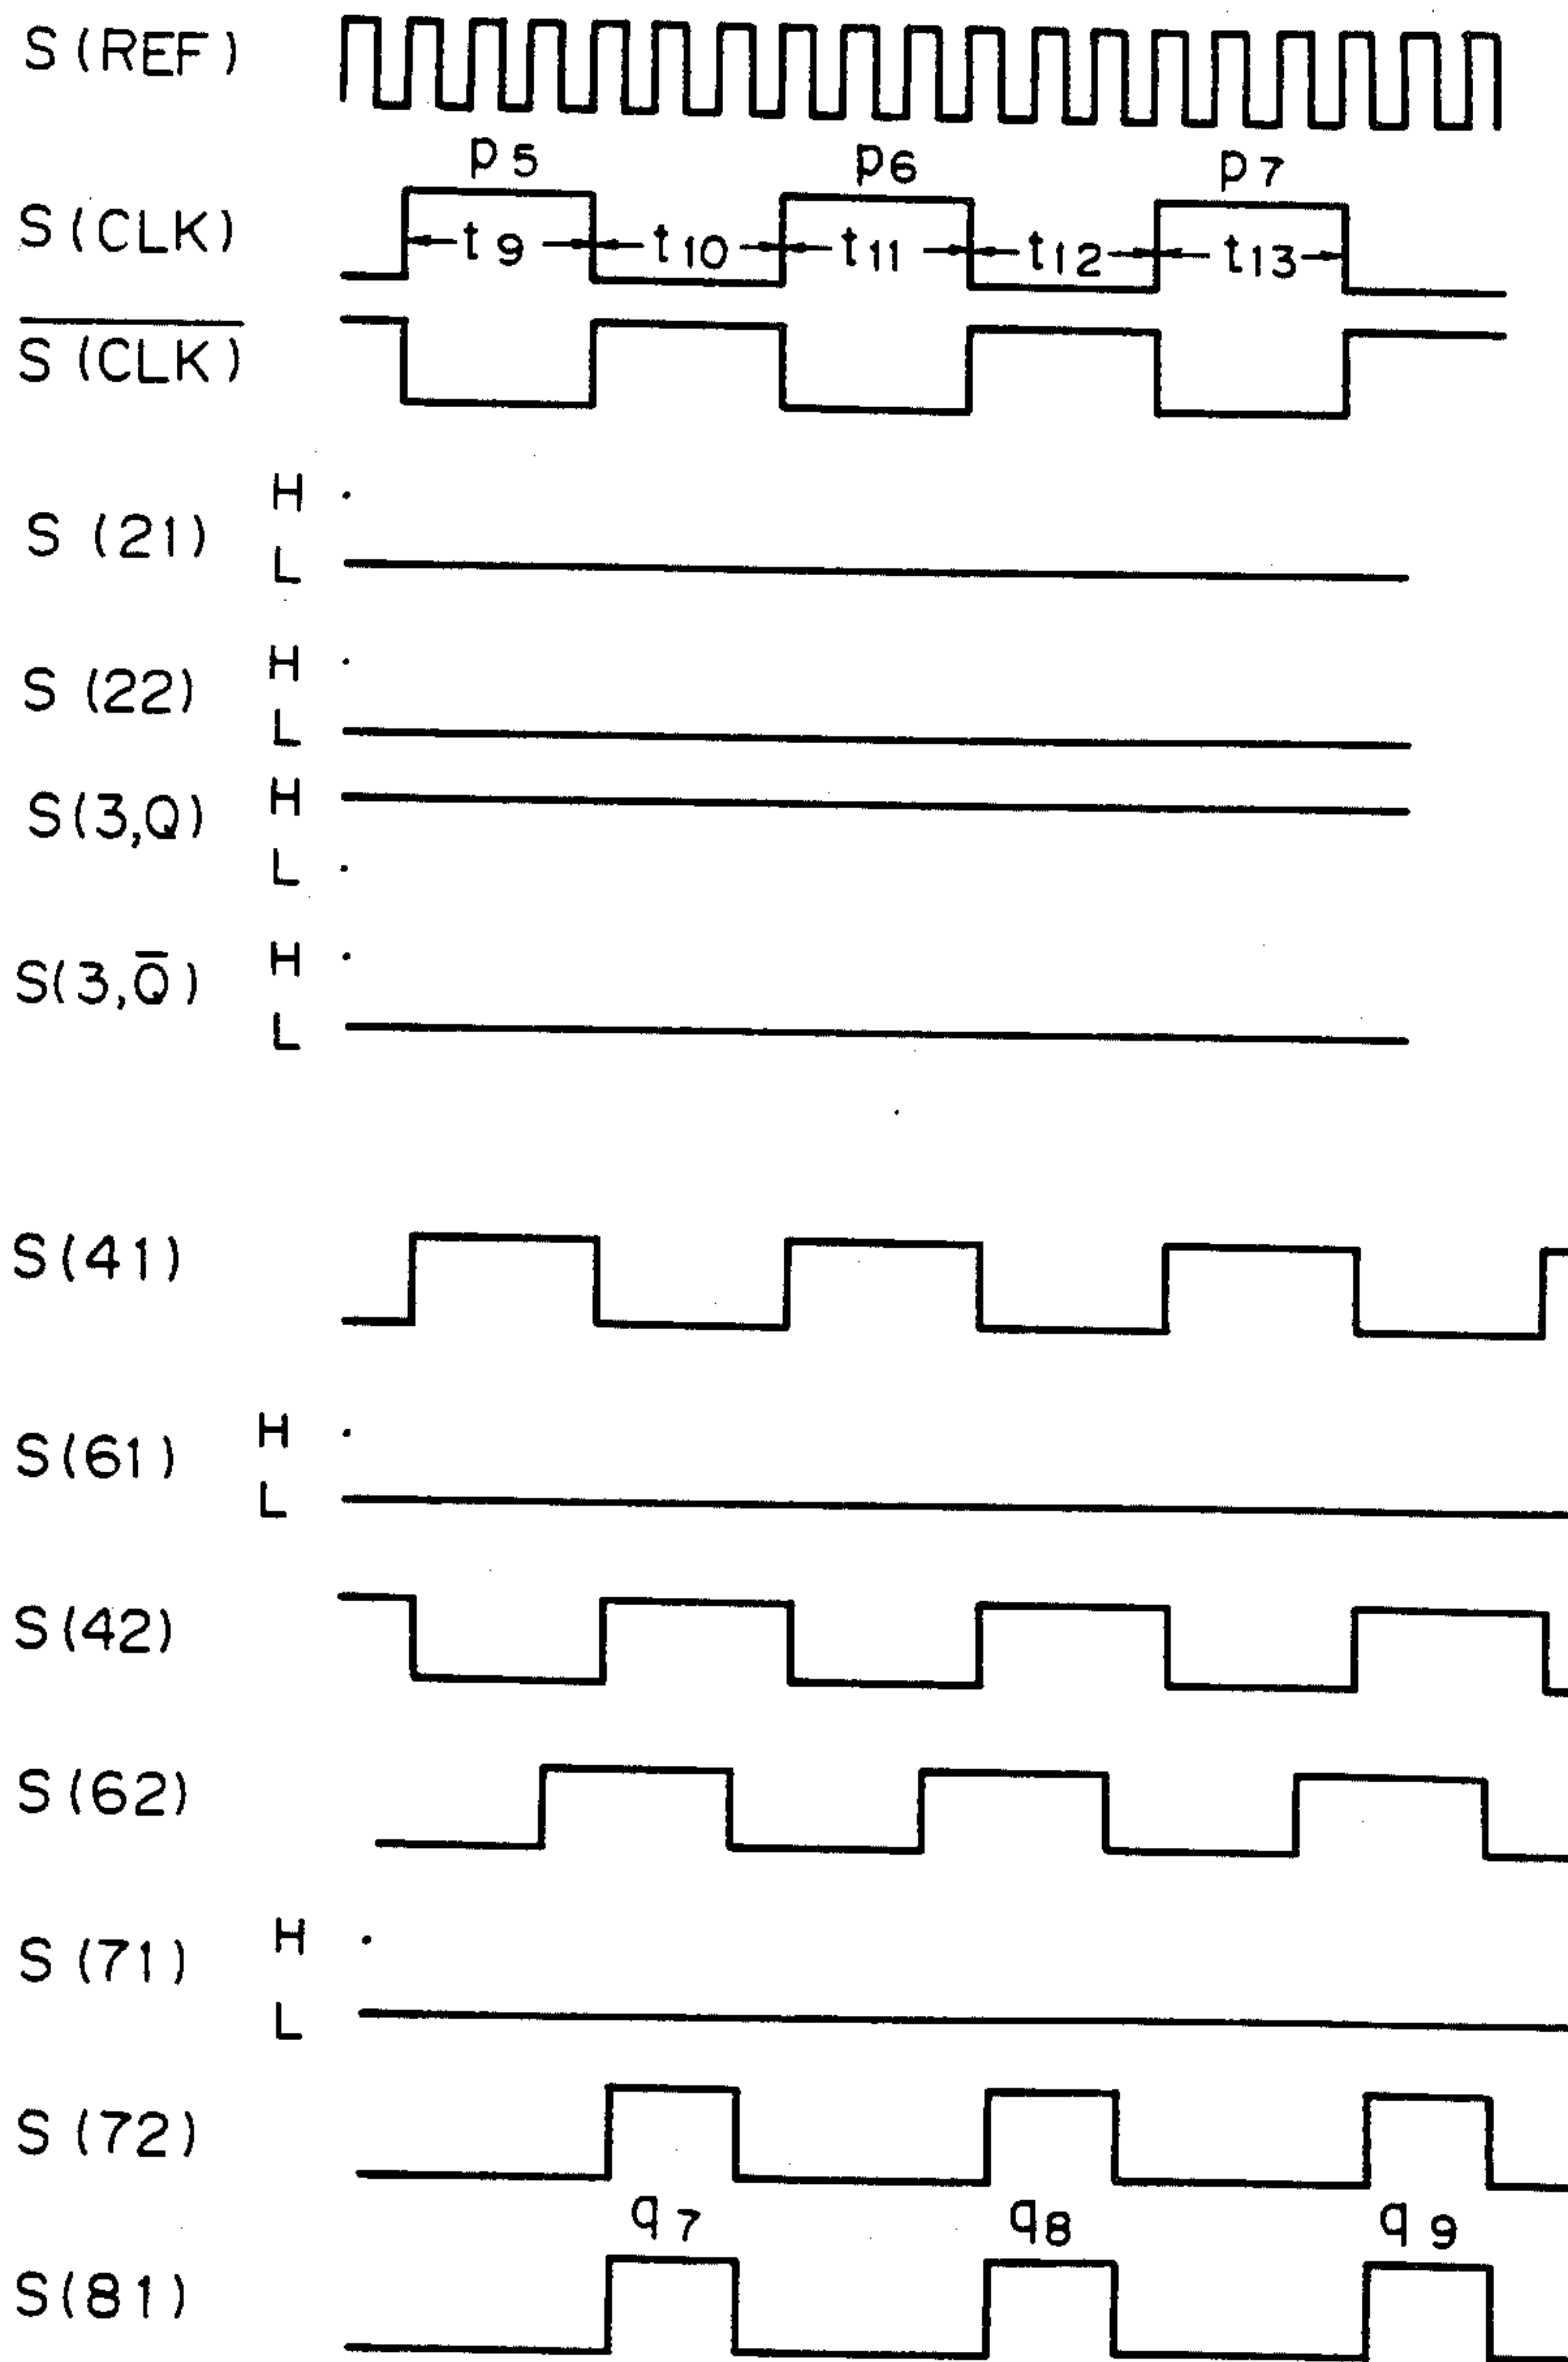 S(REF)
p5 p6 p7
S(CLK)
t9 t10 t11 t12 t13
S̅(̅C̅L̅K̅)̅
H
S(21)
L
H
S(22)
L
S(3,Q) H
L
S(3,Q̅) H
L
S(41)
H
S(61)
L
S(42)
S(62)
H
S(71)
L
S(72)
q7 q8 q9
S(81)